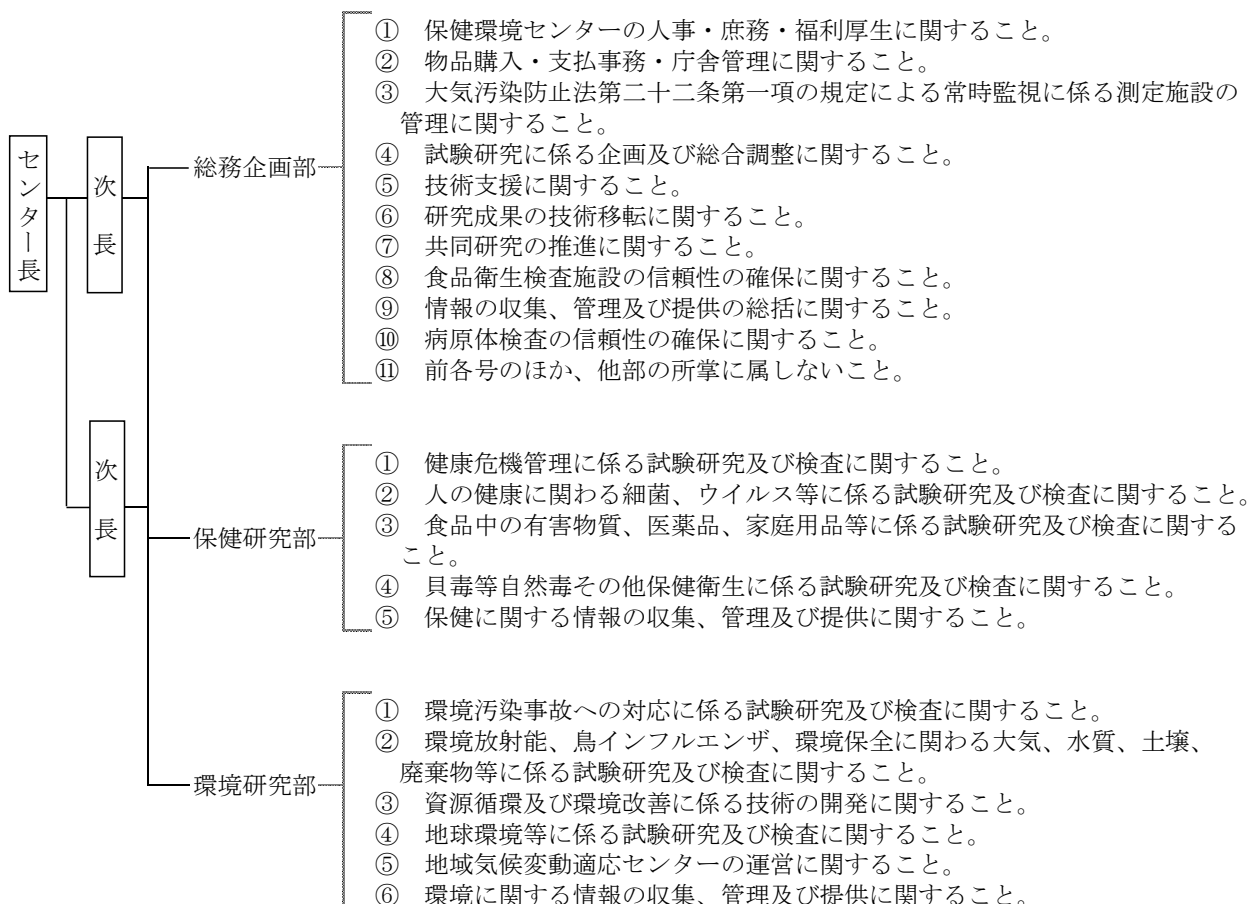 センター長
次長
総務企画部
① 保健環境センターの人事・庶務・福利厚生に関すること。
② 物品購入・支払事務・庁舎管理に関すること。
③ 大気汚染防止法第二十二条第一項の規定による常時監視に係る測定施設の
管理に関すること。
④ 試験研究に係る企画及び総合調整に関すること。
⑤ 技術支援に関すること。
⑥ 研究成果の技術移転に関すること。
⑦ 共同研究の推進に関すること。
⑧ 食品衛生検査施設の信頼性の確保に関すること。
⑨ 情報の収集、管理及び提供の総括に関すること。
⑩ 病原体検査の信頼性の確保に関すること。
⑪ 前各号のほか、他部の所掌に属しないこと。
次長
保健研究部
① 健康危機管理に係る試験研究及び検査に関すること。
② 人の健康に関わる細菌、ウイルス等に係る試験研究及び検査に関すること。
③ 食品中の有害物質、医薬品、家庭用品等に係る試験研究及び検査に関する
こと。
④ 貝毒等自然毒その他保健衛生に係る試験研究及び検査に関すること。
⑤ 保健に関する情報の収集、管理及び提供に関すること。
環境研究部
① 環境汚染事故への対応に係る試験研究及び検査に関すること。
② 環境放射能、鳥インフルエンザ、環境保全に関わる大気、水質、土壌、
廃棄物等に係る試験研究及び検査に関すること。
③ 資源循環及び環境改善に係る技術の開発に関すること。
④ 地球環境等に係る試験研究及び検査に関すること。
⑤ 地域気候変動適応センターの運営に関すること。
⑥ 環境に関する情報の収集、管理及び提供に関すること。